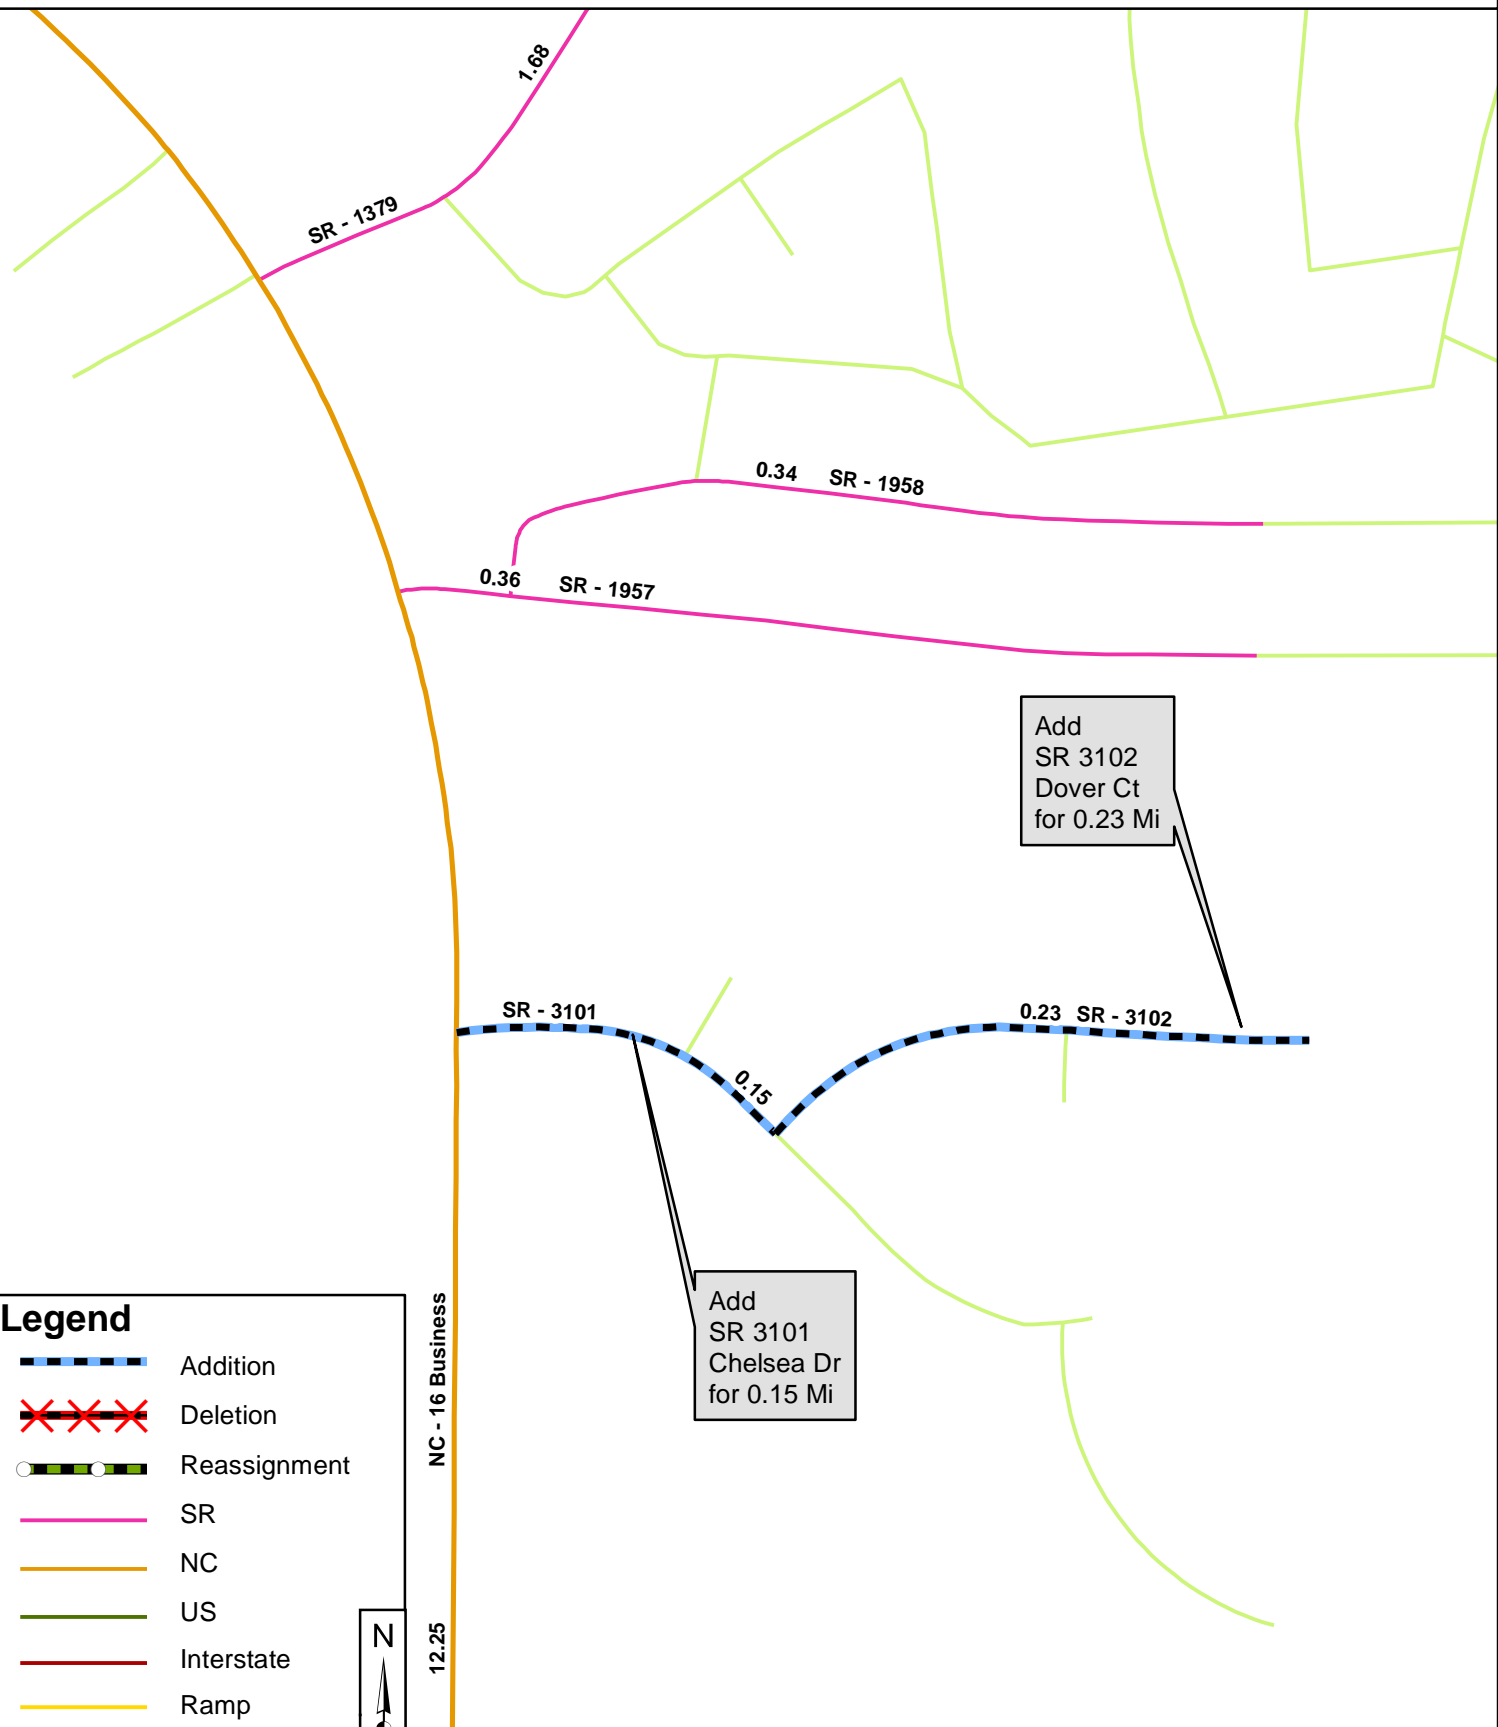 1.68
SR - 1379
0.34 SR - 1958
0.36 SR - 1957
Add
SR 3102
Dover Ct
for 0.23 Mi
SR - 3101
0.23 SR - 3102
0.15
Add
SR 3101
Chelsea Dr
for 0.15 Mi
NC - 16 Business
12.25
Legend
Addition
Deletion
Reassignment
SR
NC
US
Interstate
Ramp
N